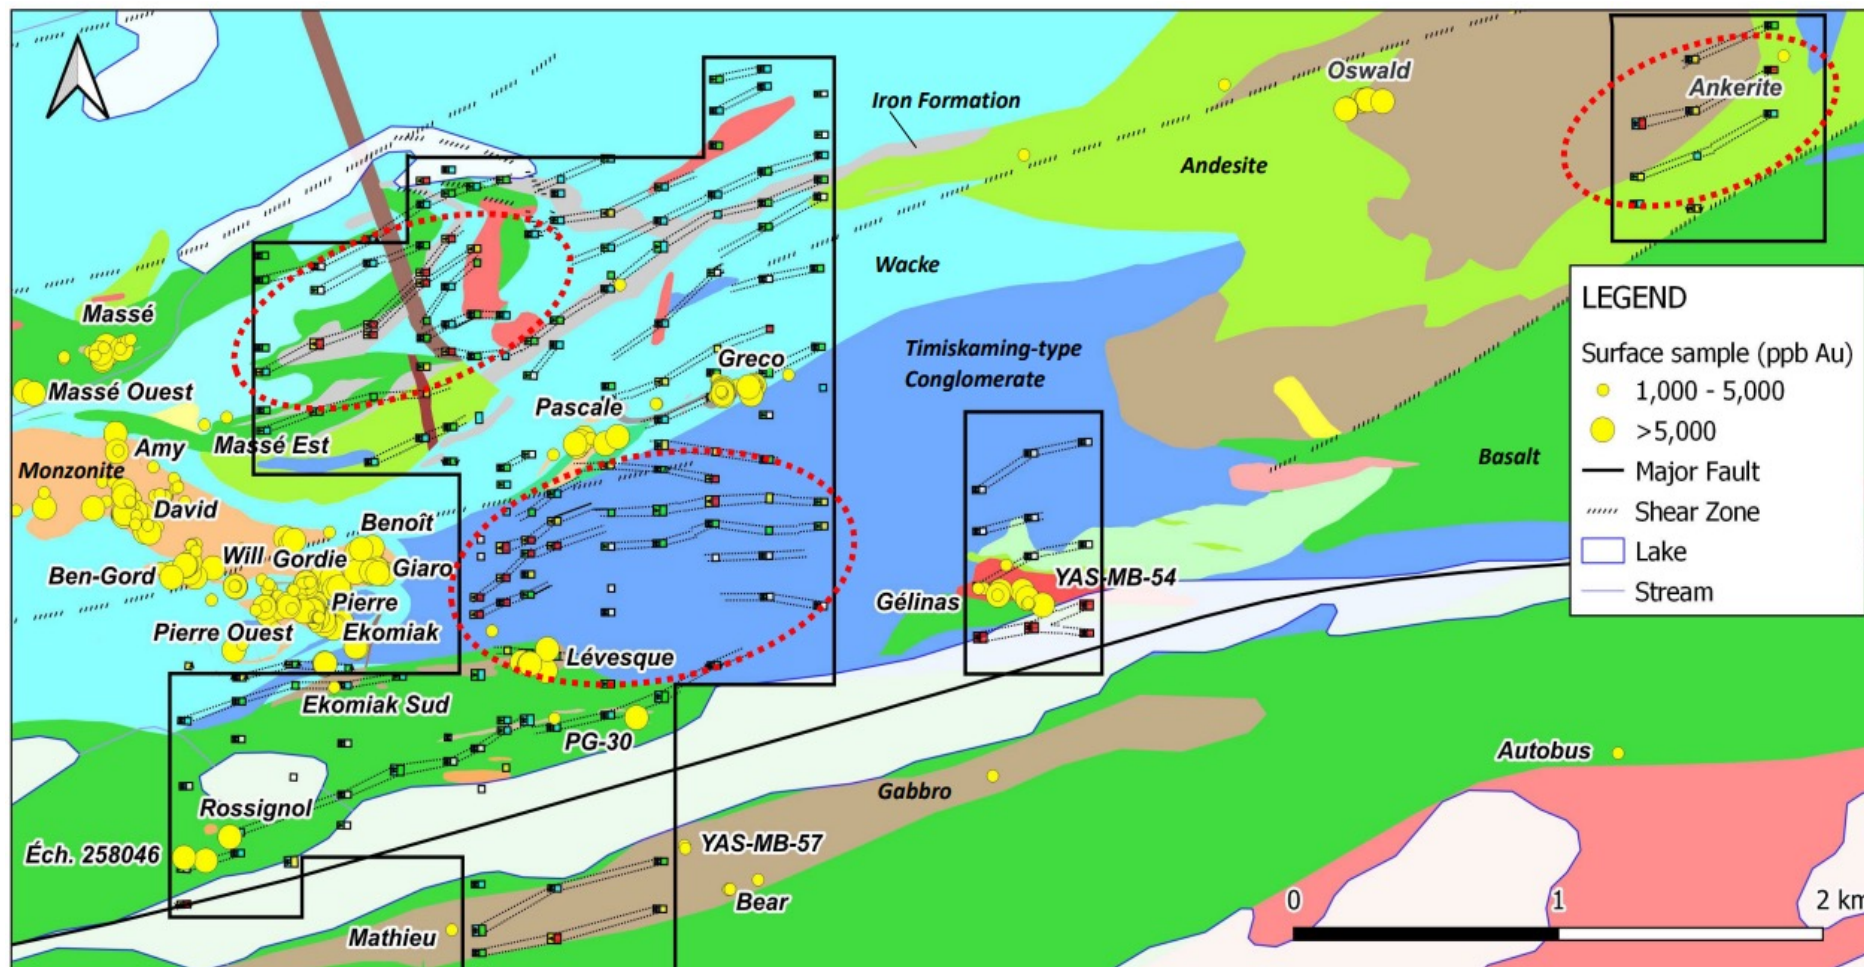 Oswald
Ankerite
Iron Formation
Andesite
Wacke
LEGEND
Surface sample (ppb Au)
1,000 - 5,000
>5,000
Major Fault
Shear Zone
Lake
Stream
Massé
Massé Ouest
Greco
Timiskaming-type
Conglomerate
Pascale
Amy
Massé Est
Monzonite
Basalt
David
Benoît
Will
Gordie
Ben-Gord
Giaro
YAS-MB-54
Gélinas
Pierre
Pierre Ouest
Ekomiak
Lévesque
Ekomiak Sud
PG-30
Autobus
Gabbro
Rossignol
YAS-MB-57
Éch. 258046
Bear
0
1
2 km
Mathieu